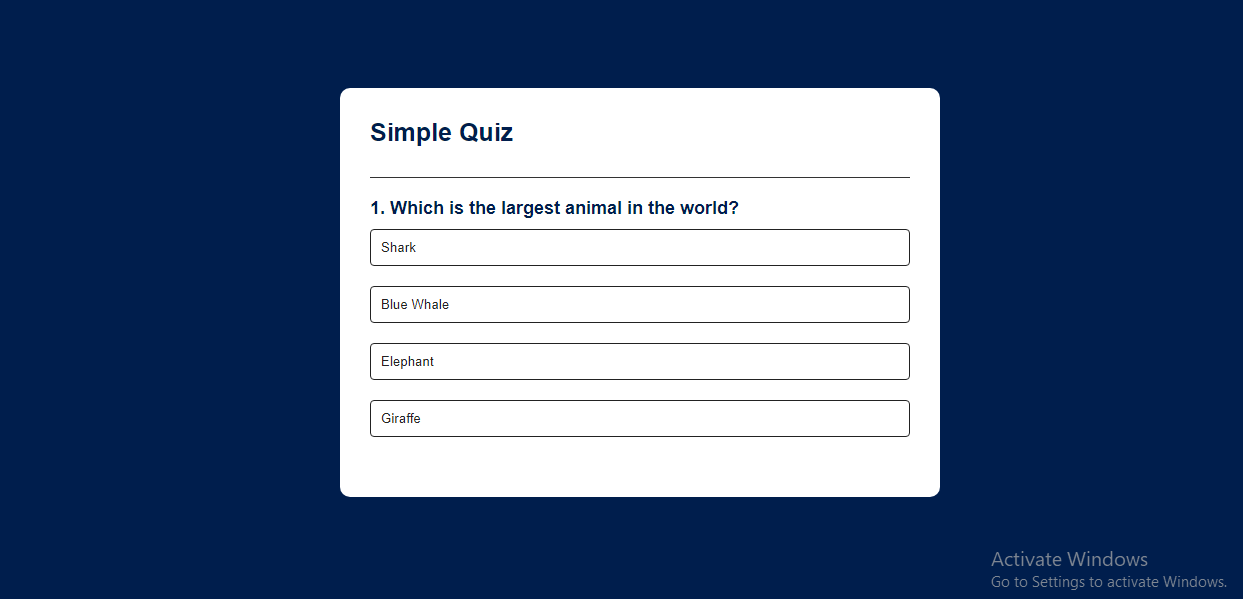 Simple Quiz
1. Which is the largest animal in the world?
Shark
Blue Whale
Elephant
Giraffe
Activate Windows
Go to Settings to activate Windows.